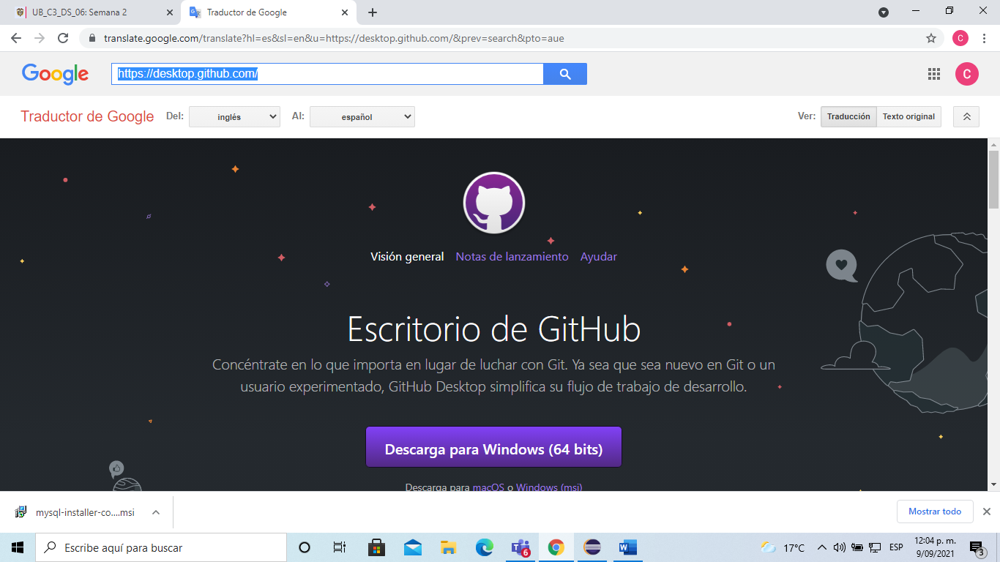 UB_C3_DS_06: Semana 2
Traductor de Google
translate.google.com/translate?hl=es&sl=en&u=https://desktop.github.com/&prev=search&pto=aue
C
Google
https://desktop.github.com/
C
Traductor de Google
Del:
inglés
Al:
español
Ver:
Traducción
Texto original
Visión general
Notas de lanzamiento
Ayudar
Escritorio de GitHub
Concéntrate en lo que importa en lugar de luchar con Git. Ya sea que sea nuevo en Git o un
usuario experimentado, GitHub Desktop simplifica su flujo de trabajo de desarrollo.
Descarga para Windows (64 bits)
Descarga para macOS o Windows (msi)
mysql-installer-co....msi
Mostrar todo
Escribe aquí para buscar
6
W
17°C
ESP
12:04 p. m.
9/09/2021
3